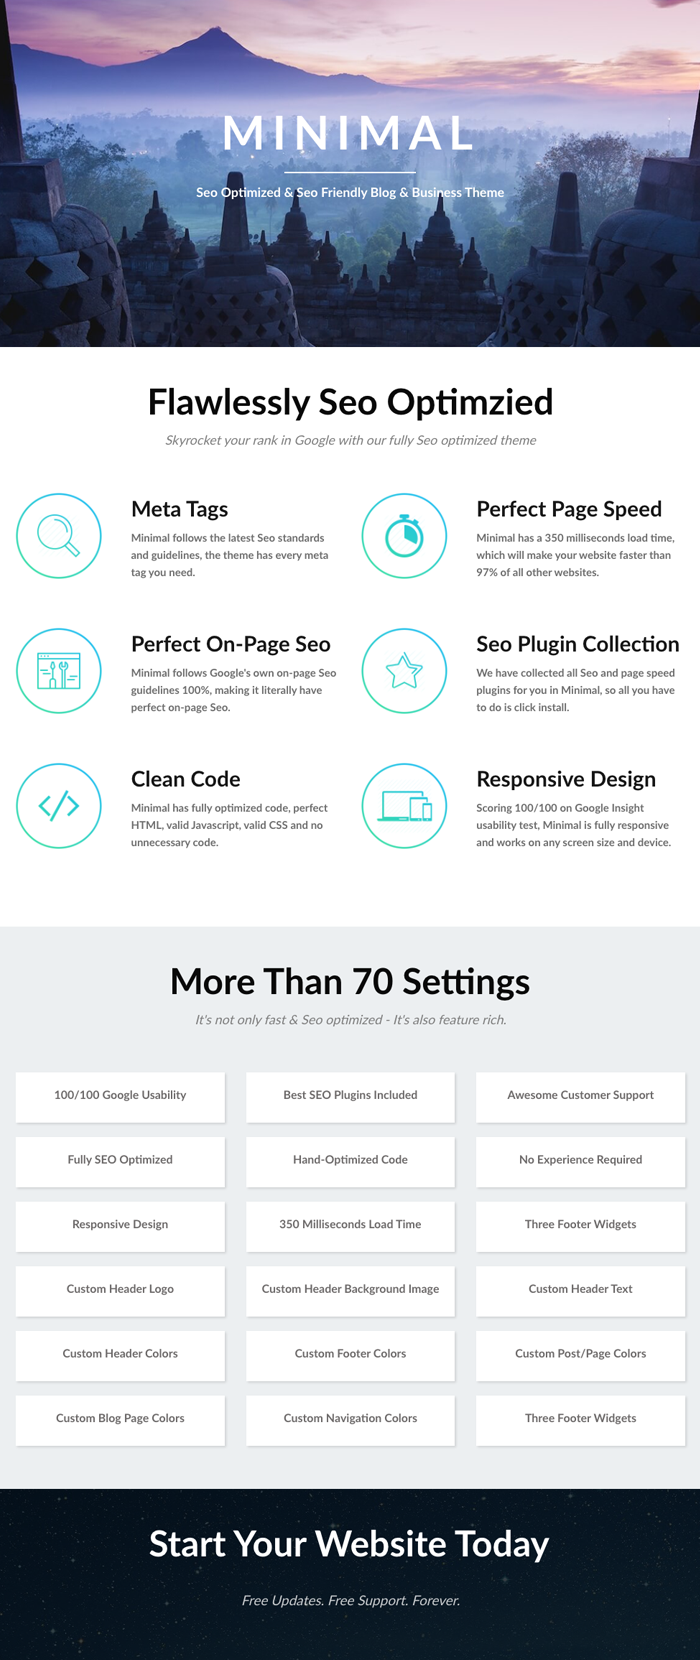 MINIMAL
Seo Optimized & Seo Friendly Blog & Business Theme
Flawlessly Seo Optimzied
Skyrocket your rank in Google with our fully Seo optimized theme
Meta Tags
Minimal follows the latest Seo standards
and guidelines, the theme has every meta
tag you need.
Perfect Page Speed
Minimal has a 350 milliseconds load time,
which will make your website faster than
97% of all other websites.
Perfect On-Page Seo
Minimal follows Google's own on-page Seo
guidelines 100%, making it literally have
perfect on-page Seo.
Seo Plugin Collection
We have collected all Seo and page speed
plugins for you in Minimal, so all you have
to do is click install.
Clean Code
Minimal has fully optimized code, perfect
HTML, valid Javascript, valid CSS and no
unnecessary code.
Responsive Design
Scoring 100/100 on Google Insight
usability test, Minimal is fully responsive
and works on any screen size and device.
More Than 70 Settings
It's not only fast & Seo optimized - It's also feature rich.
100/100 Google Usability
Best SEO Plugins Included
Awesome Customer Support
Fully SEO Optimized
Hand-Optimized Code
No Experience Required
Responsive Design
350 Milliseconds Load Time
Three Footer Widgets
Custom Header Logo
Custom Header Background Image
Custom Header Text
Custom Header Colors
Custom Footer Colors
Custom Post/Page Colors
Custom Blog Page Colors
Custom Navigation Colors
Three Footer Widgets
Start Your Website Today
Free Updates. Free Support. Forever.